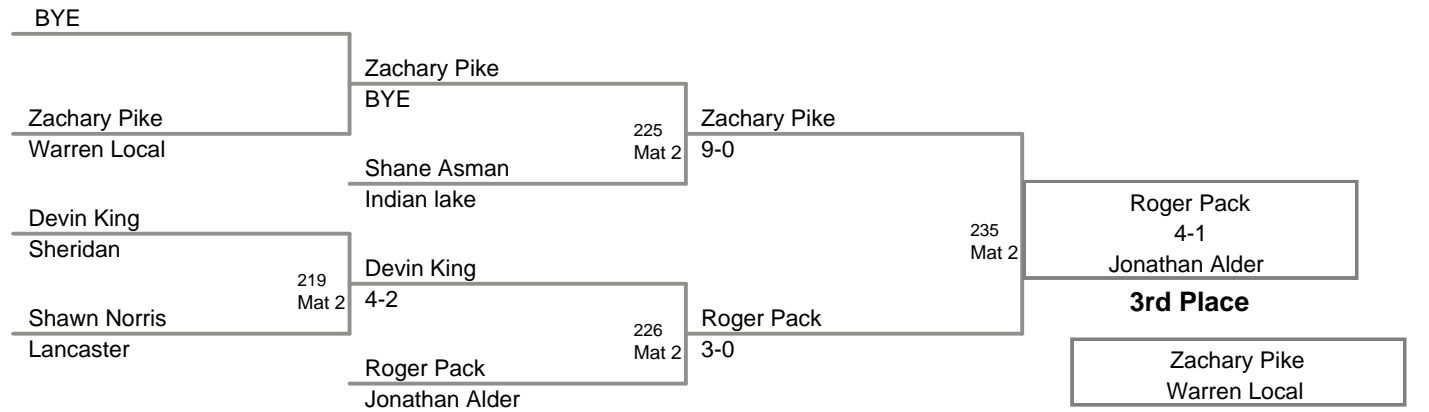 BYE
Zachary Pike
Warren Local
Devin King
Sheridan
219
Mat 2
Shawn Norris
Lancaster
Zachary Pike
BYE
225
Mat 2
Shane Asman
Indian lake
Devin King
4-2
226
Mat 2
Roger Pack
Jonathan Alder
Zachary Pike
9-0
235
Mat 2
Roger Pack
3-0
Roger Pack
4-1
Jonathan Alder
3rd Place
Zachary Pike
Warren Local